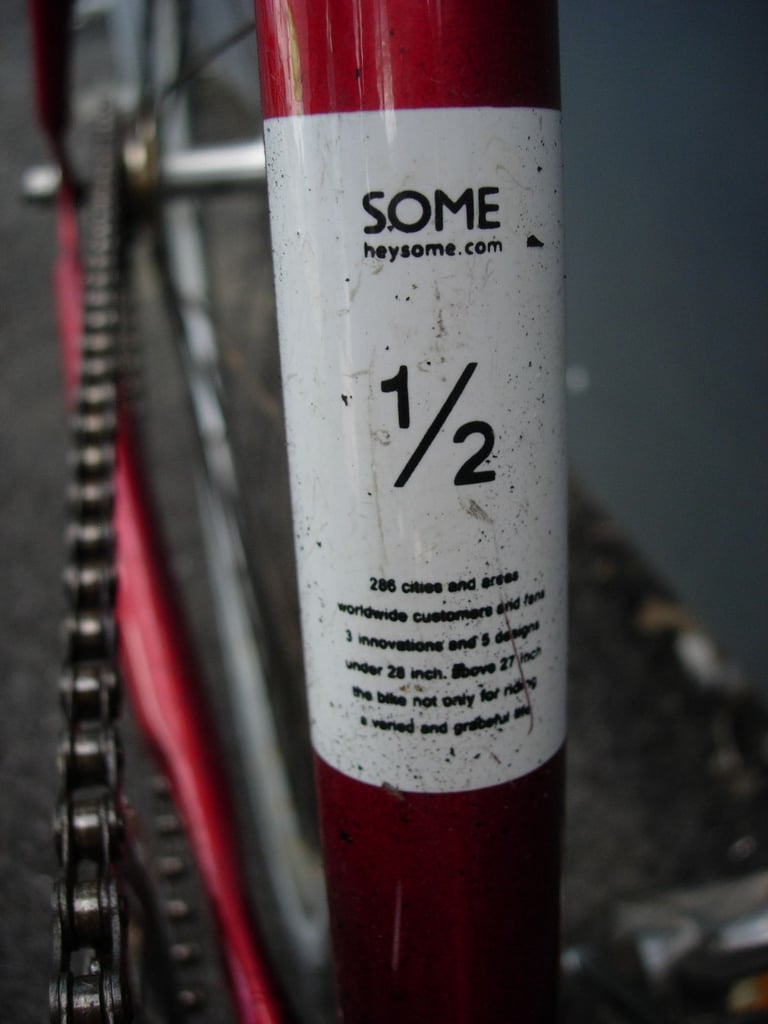 SOME
heysome.com
1/2
286 cities and areas
worldwide customers and fans
3 innovations and 5 designs
under 28 inch. above 27 inch
the bike not only for riding
a varied and grateful life